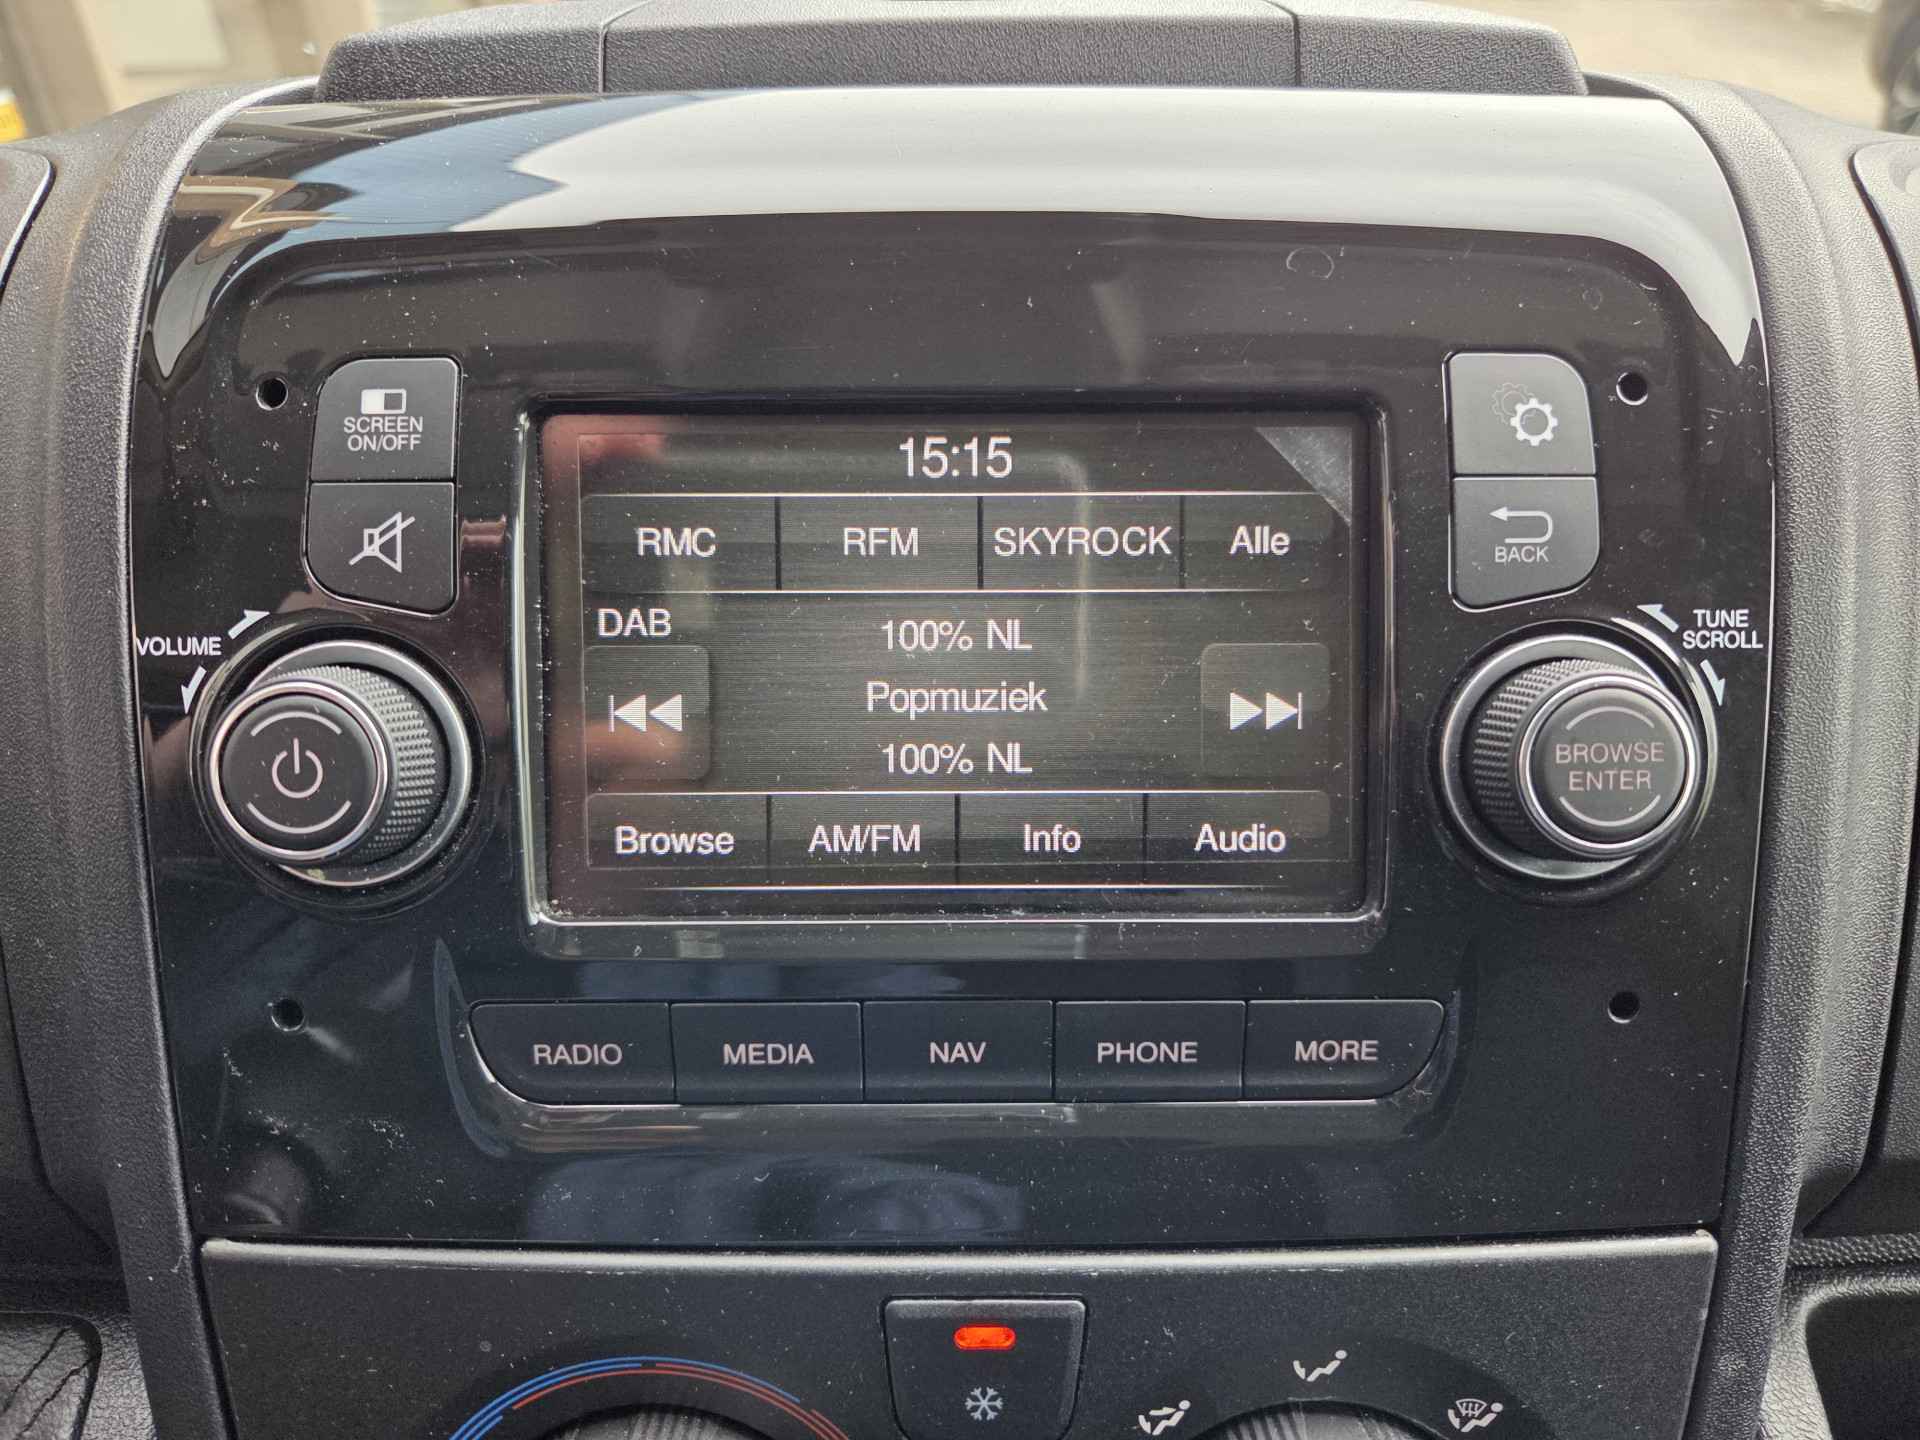 SCREEN
ON/OFF
15:15
RMC RFM SKYROCK Alle
BACK
DAB
100% NL
Popmuziek
100% NL
VOLUME
TUNE
SCROLL
BROWSE
ENTER
Browse AM/FM Info Audio
RADIO MEDIA NAV PHONE MORE